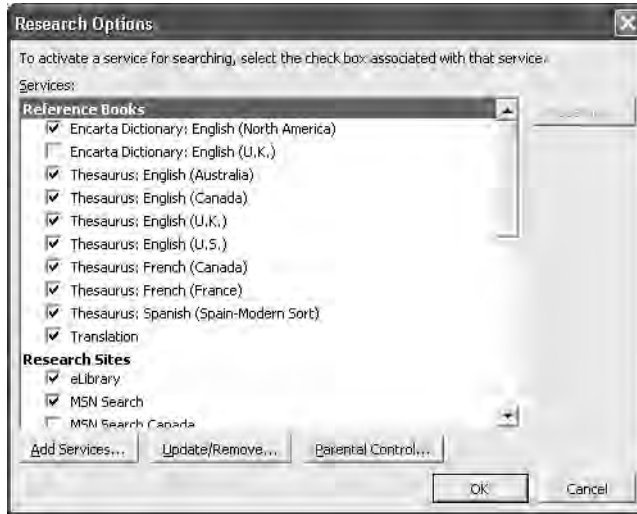 Research Options
To activate a service for searching, select the check box associated with that service.
Services:
Reference Books
Encarta Dictionary: English (North America)
Encarta Dictionary: English (U.K.)
Thesaurus: English (Australia)
Thesaurus: English (Canada)
Thesaurus: English (U.K.)
Thesaurus: English (U.S.)
Thesaurus: French (Canada)
Thesaurus: French (France)
Thesaurus: Spanish (Spain-Modern Sort)
Translation
Research Sites
eLibrary
MSN Search
MSN Search Canada
Add Services... Update/Remove... Parental Control...
OK Cancel